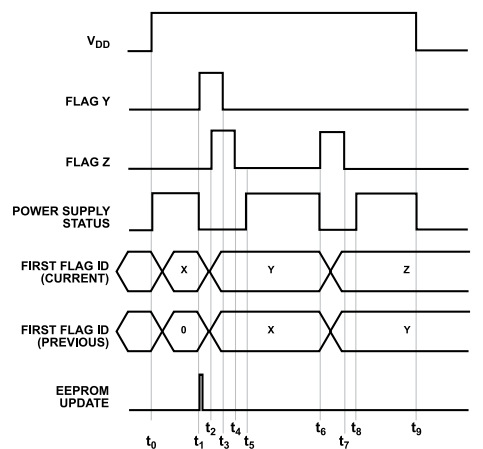 VDD
FLAG Y
FLAG Z
POWER SUPPLY
STATUS
FIRST FLAG ID
(CURRENT)
X
Y
Z
FIRST FLAG ID
(PREVIOUS)
0
X
Y
EEPROM
UPDATE
t0
t1
t2
t3
t4
t5
t6
t7
t8
t9